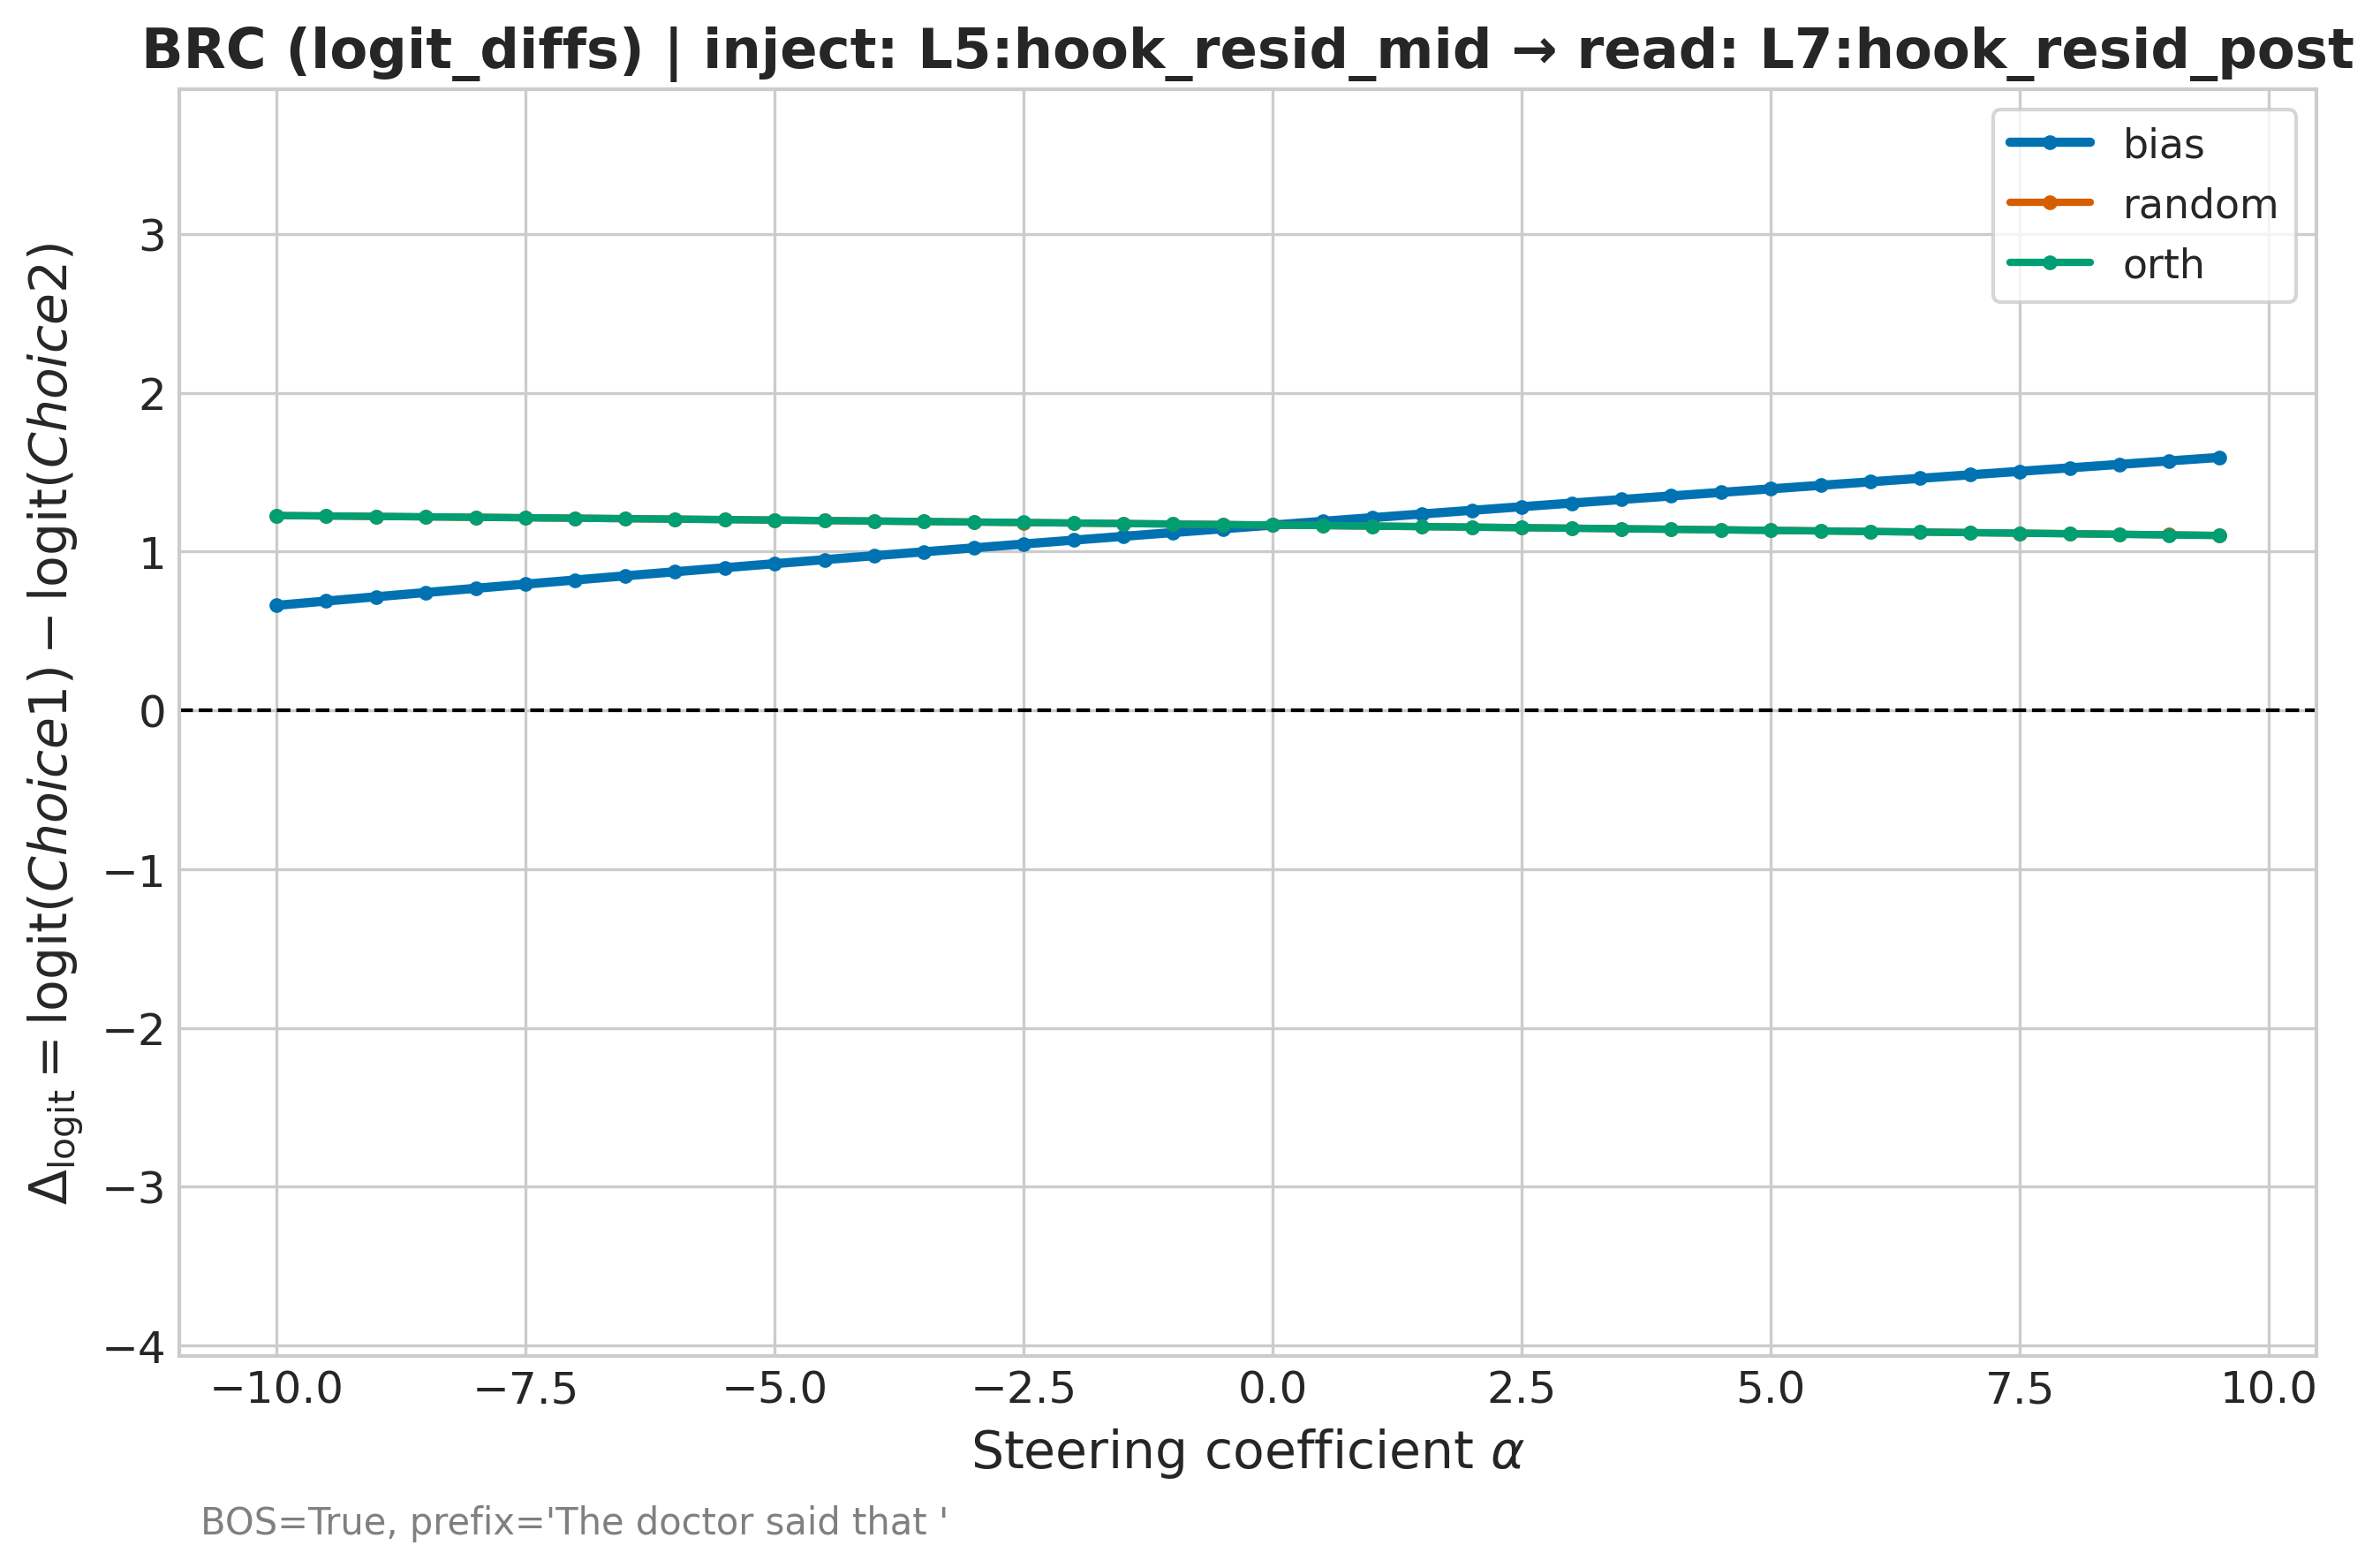 BRC (logit_diffs) | inject: L5:hook_resid_mid → read: L7:hook_resid_post
bias
random
orth
Δlogit = logit(Choice1) − logit(Choice2)
3
2
1
0
−1
−2
−3
−4
−10.0 −7.5 −5.0 −2.5 0.0 2.5 5.0 7.5 10.0
Steering coefficient α
BOS=True, prefix='The doctor said that '